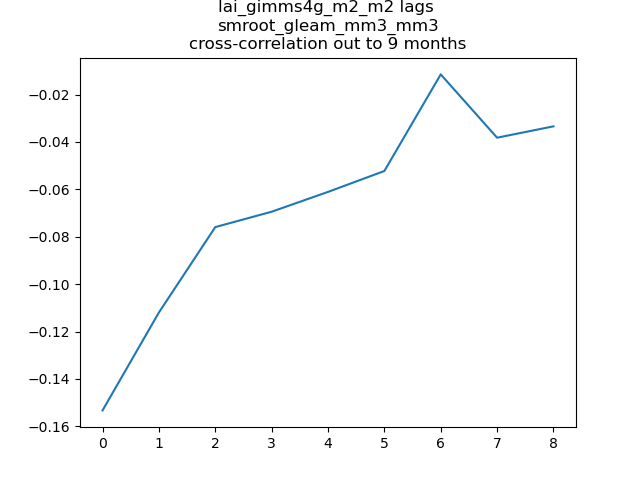 lai_gimms4g_m2_m2 lags
smroot_gleam_mm3_mm3
cross-correlation out to 9 months
−0.02
−0.04
−0.06
−0.08
−0.10
−0.12
−0.14
−0.16
0 1 2 3 4 5 6 7 8